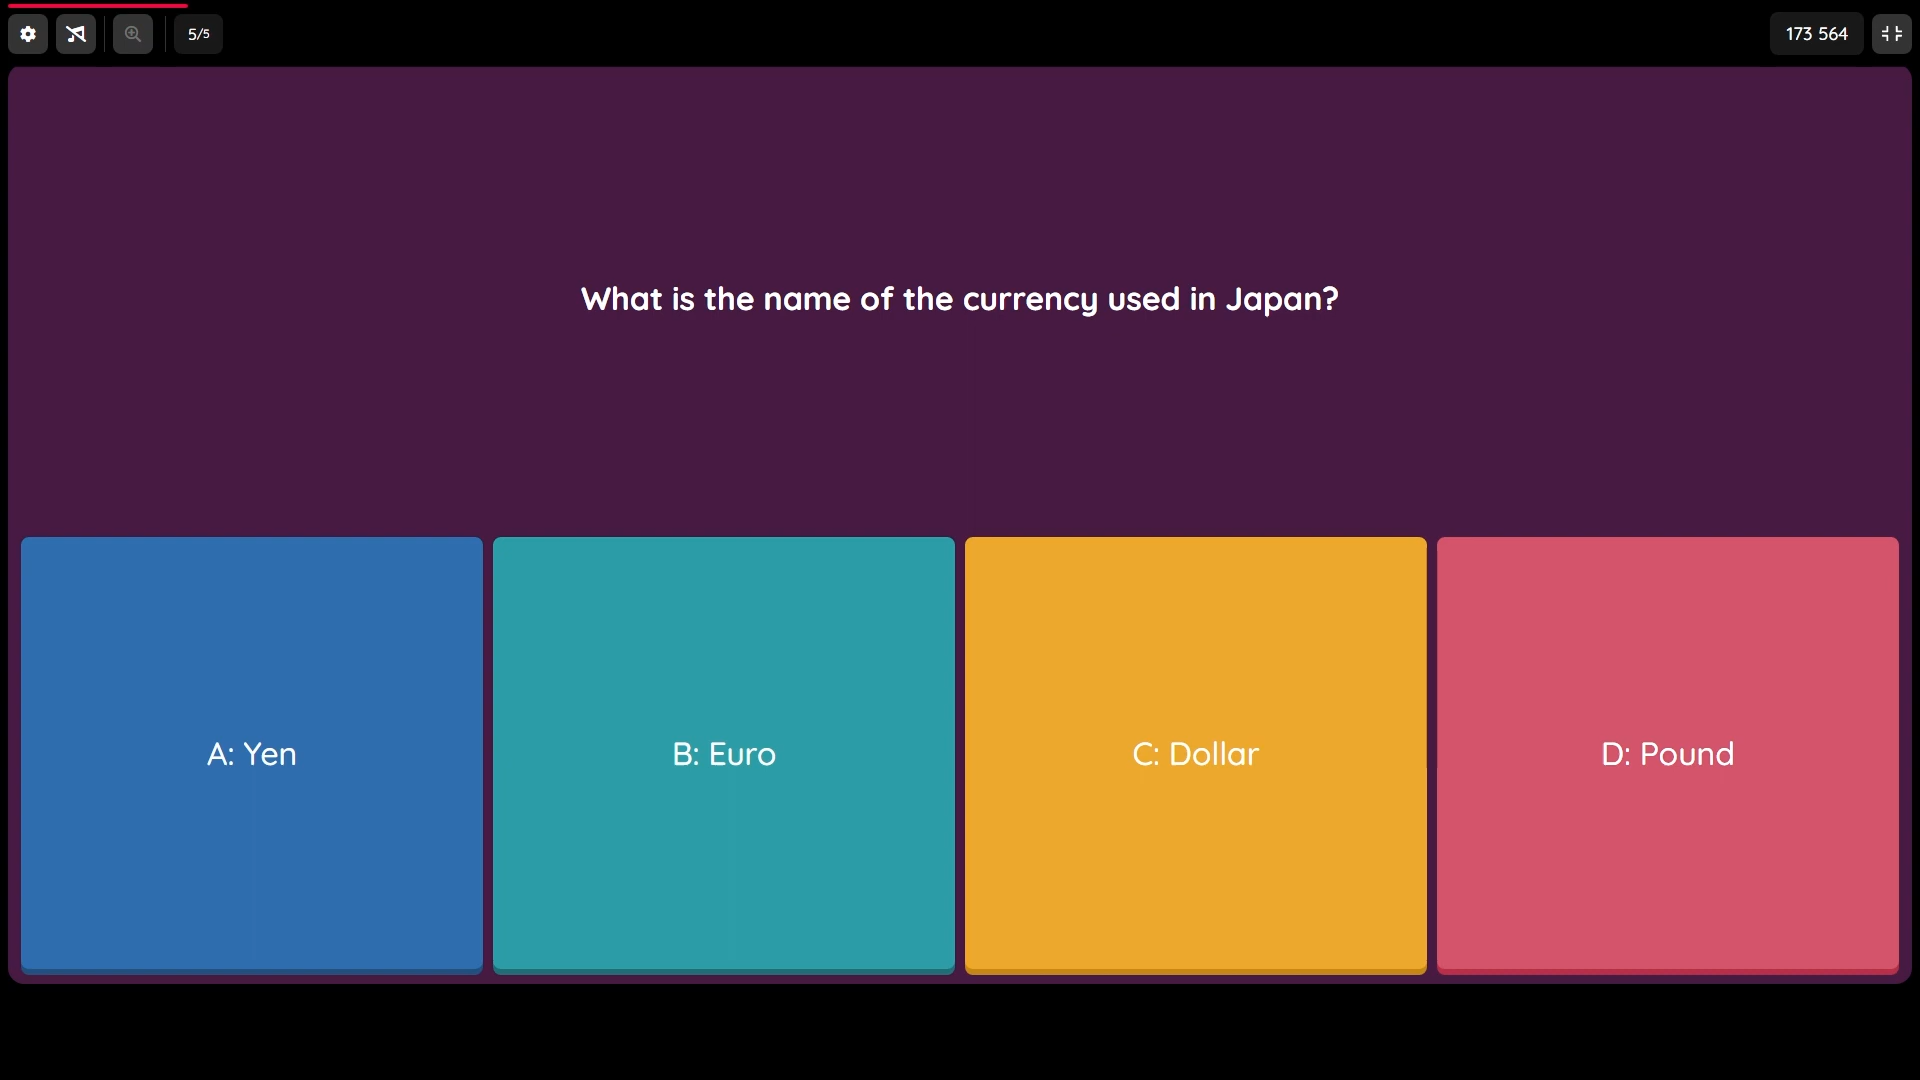 5/5
173 564
What is the name of the currency used in Japan?
A: Yen
B: Euro
C: Dollar
D: Pound